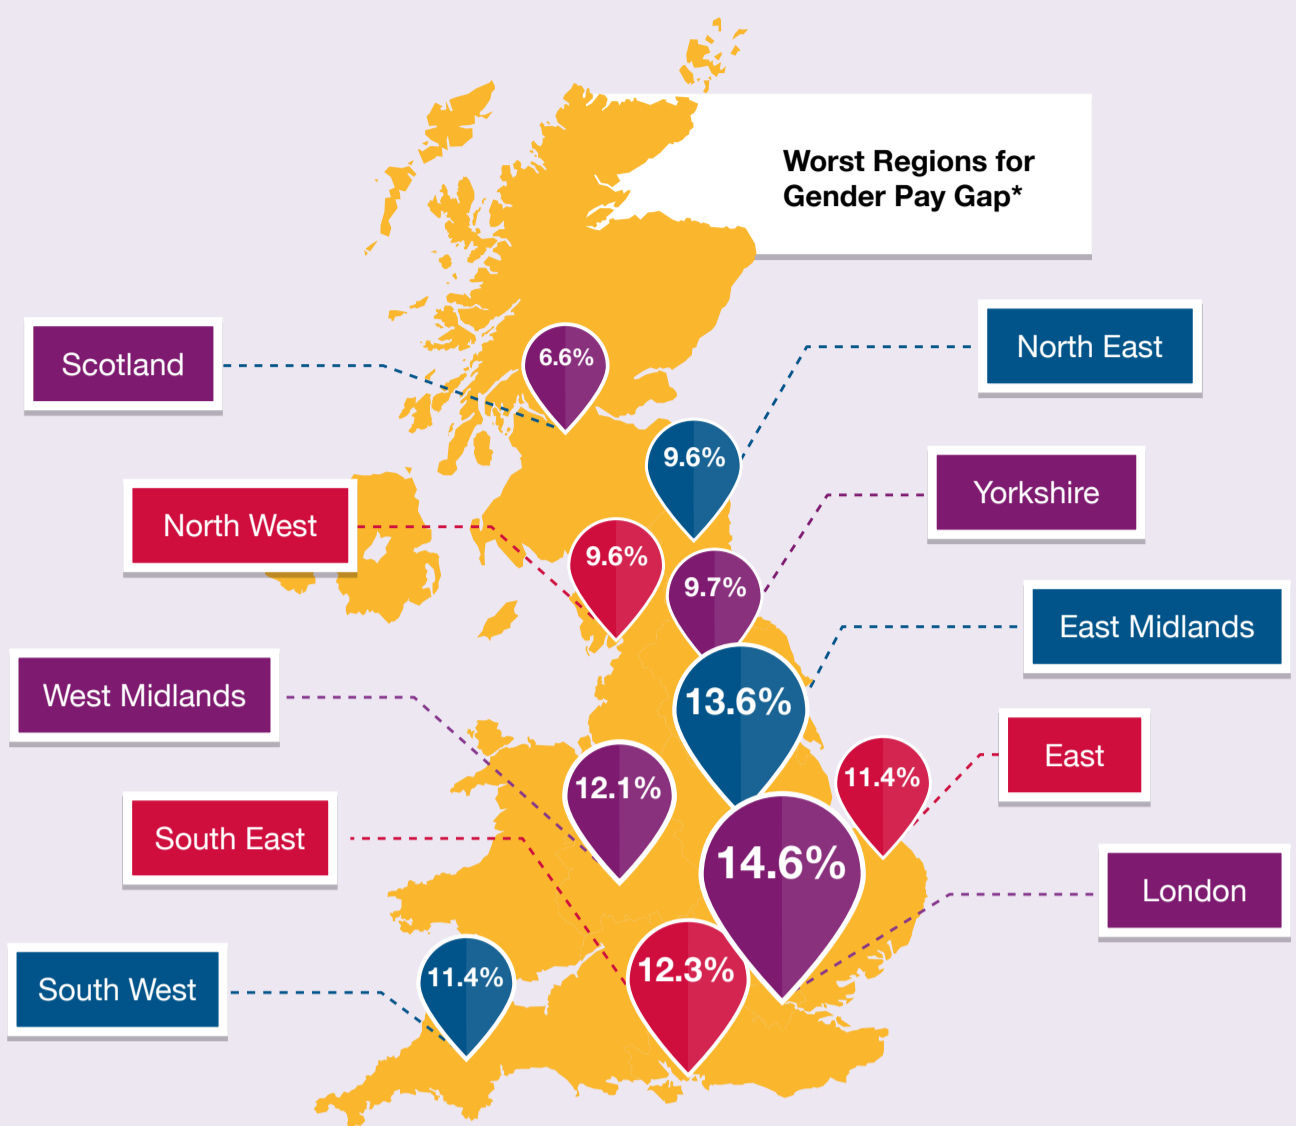 Worst Regions for
Gender Pay Gap*
Scotland
6.6%
North East
9.6%
North West
9.6%
Yorkshire
9.7%
East Midlands
13.6%
West Midlands
12.1%
East
11.4%
South East
12.3%
London
14.6%
South West
11.4%